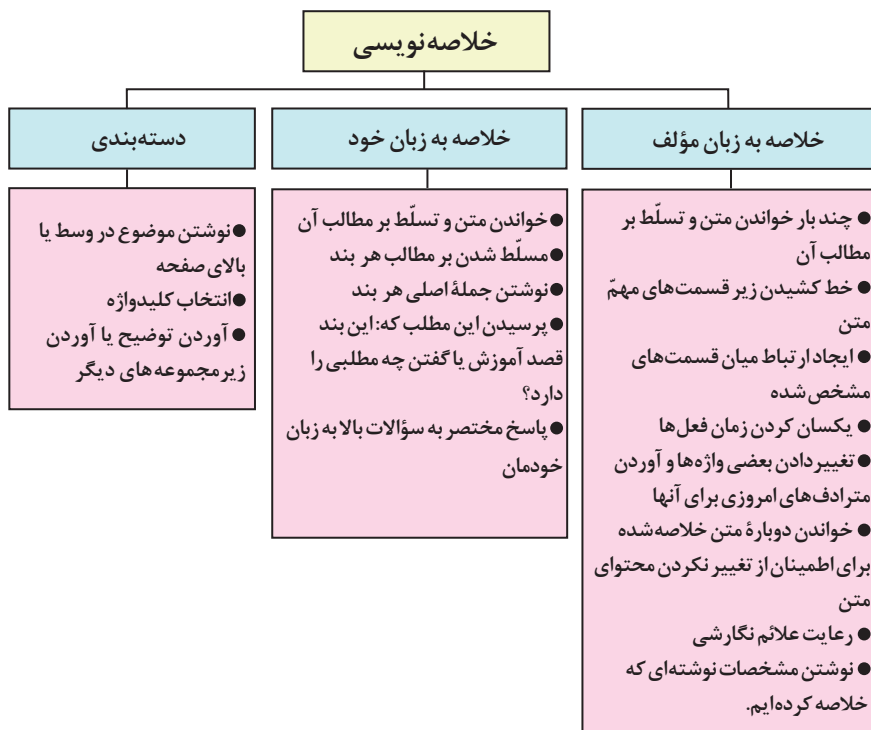 خلاصه‌نویسی
خلاصه به زبان مؤلف
● چند بار خواندن متن و تسلّط بر
مطالب آن
● خط کشیدن زیر قسمت‌های مهمّ
متن
● ایجاد ارتباط میان قسمت‌های
مشخص‌شده
● یکسان کردن زمان فعل‌ها
● تغییردادن بعضی واژه‌ها و آوردن
مترادف‌های امروزی برای آنها
● خواندن دوبارۀ متن خلاصه‌شده
برای اطمینان از تغییر نکردن محتوای
متن
● رعایت علائم نگارشی
● نوشتن مشخصات نوشته‌ای که
خلاصه کرده‌ایم.
خلاصه به زبان خود
●خواندن متن و تسلّط بر مطالب آن
●مسلّط شدن بر مطالب هر بند
●نوشتن جملۀ اصلی هر بند
●پرسیدن این مطلب که: این بند
قصد آموزش یا گفتن چه مطلبی را
دارد؟
●پاسخ مختصر به سؤالات بالا به زبان
خودمان
دسته‌بندی
●نوشتن موضوع در وسط یا
بالای صفحه
●انتخاب کلیدواژه
● آوردن توضیح یا آوردن
زیرمجموعه‌های دیگر